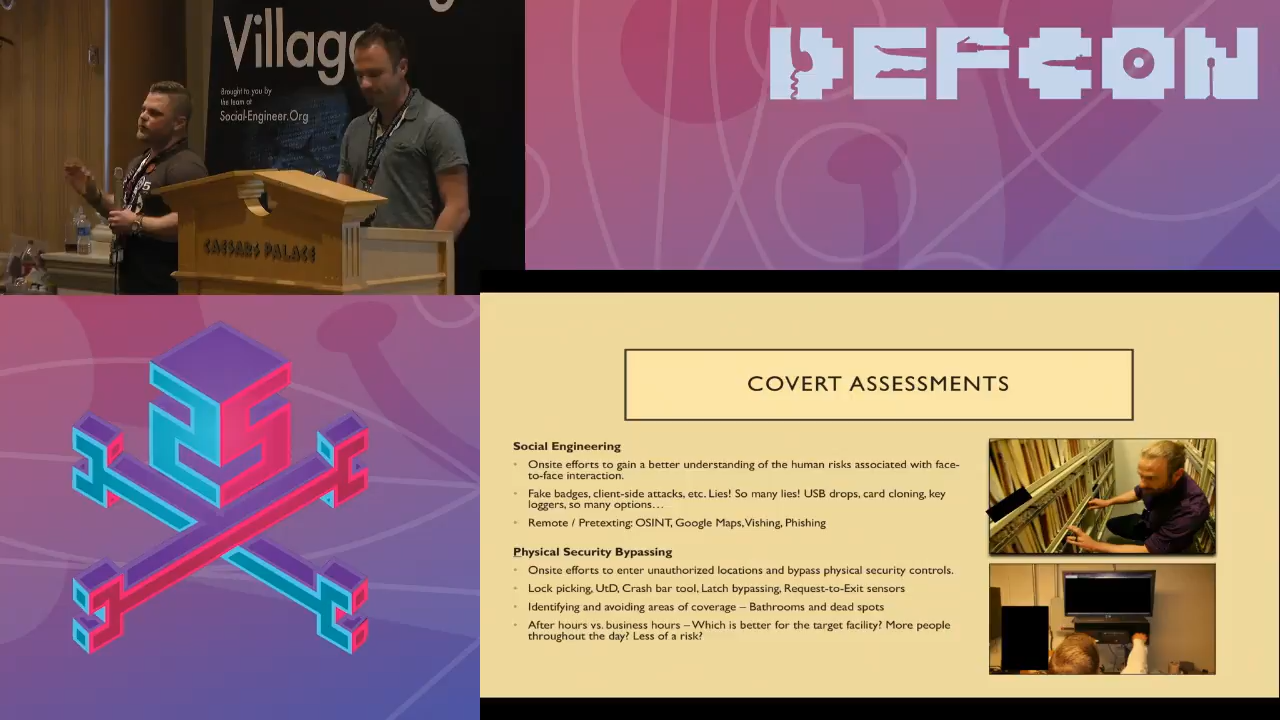 Village
Brought to you by
the team at
Social-Engineer.Org
CAESARS PALACE
DEFCON
COVERT ASSESSMENTS
Social Engineering
• Onsite efforts to gain a better understanding of the human risks associated with face-
to-face interaction.
• Fake badges, client-side attacks, etc. Lies! So many lies! USB drops, card cloning, key
loggers, so many options…
• Remote / Pretexting: OSINT, Google Maps, Vishing, Phishing
Physical Security Bypassing
• Onsite efforts to enter unauthorized locations and bypass physical security controls.
• Lock picking, UtD, Crash bar tool, Latch bypassing, Request-to-Exit sensors
• Identifying and avoiding areas of coverage – Bathrooms and dead spots
• After hours vs. business hours – Which is better for the target facility? More people
throughout the day? Less of a risk?